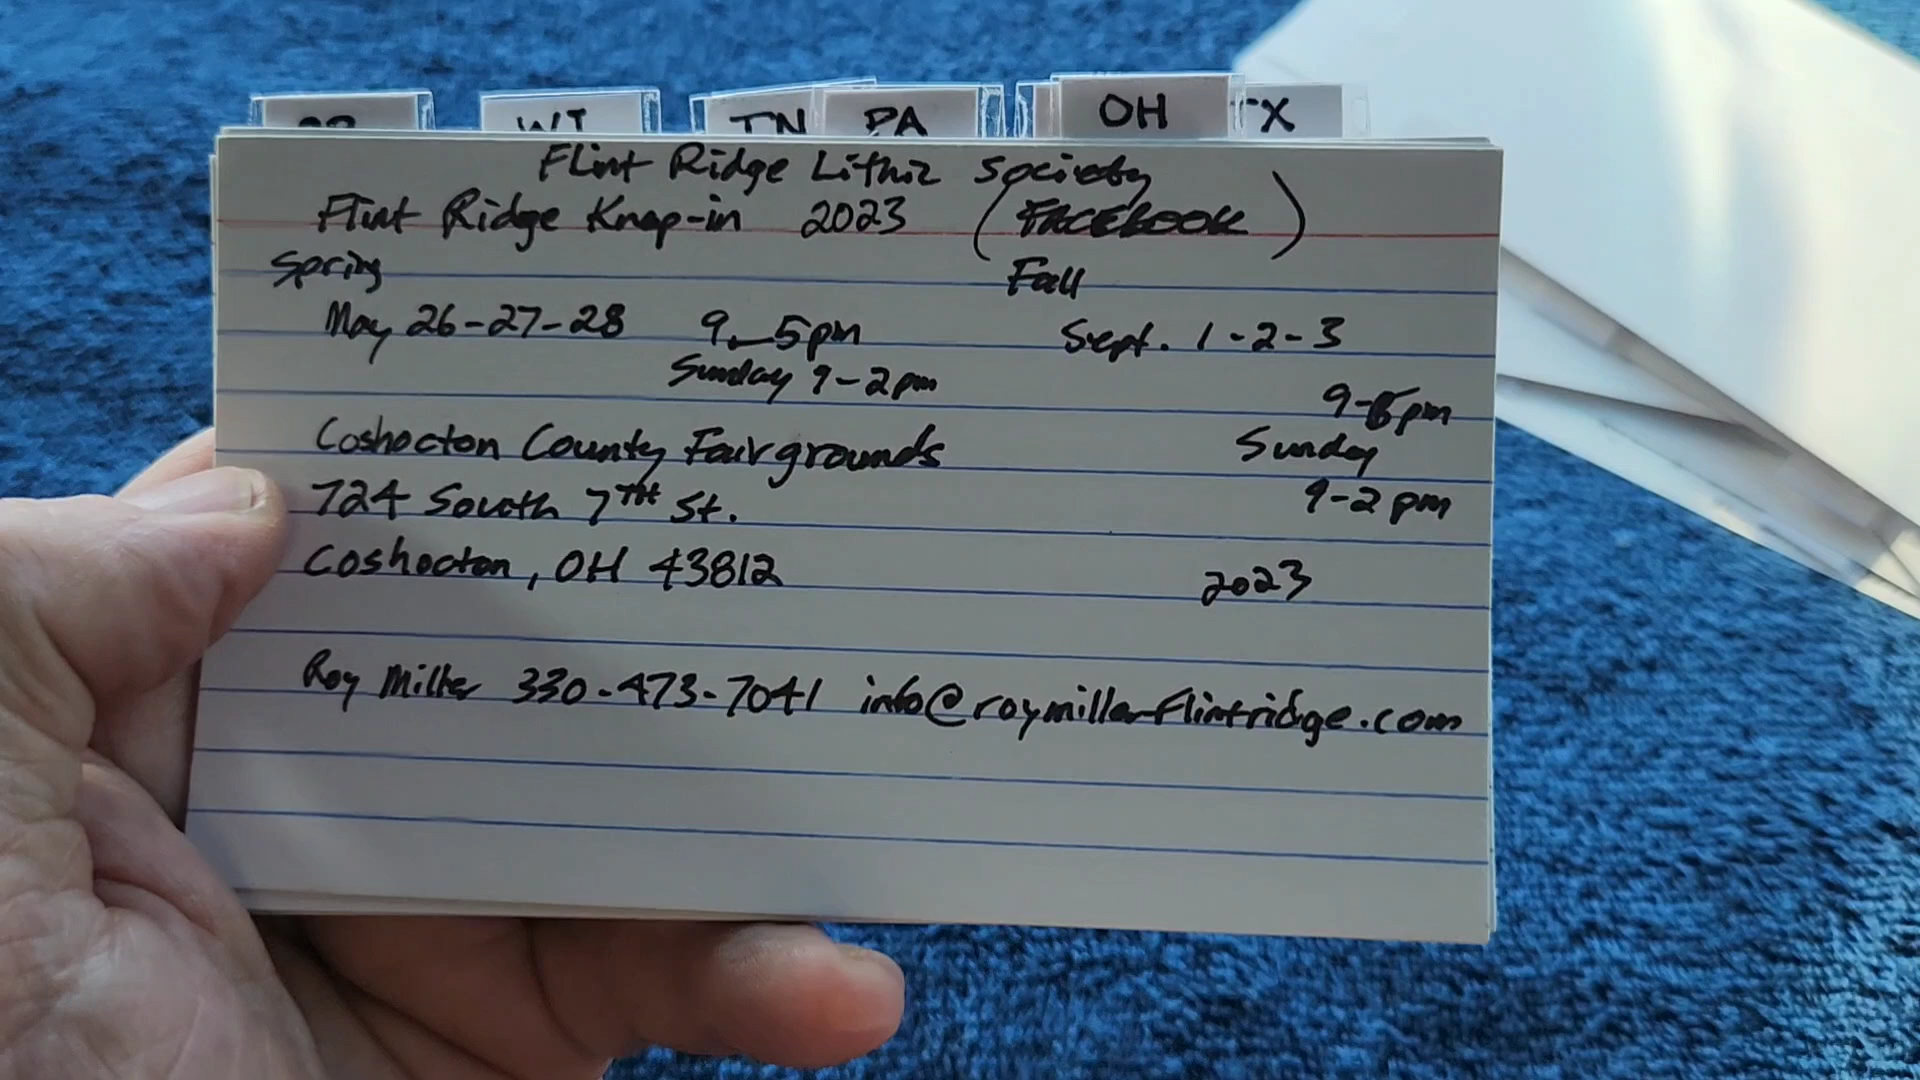 WI TN PA OH TX
Flint Ridge Lithic Society
Flint Ridge Knap-in 2023 (FACEBOOK)
Spring Fall
May 26-27-28 9-5pm Sept. 1-2-3
Sunday 9-2pm 9-5pm
Coshocton County Fairgrounds Sunday
724 South 7TH St. 9-2pm
Coshocton, OH 43812 2023
Roy Miller 330-473-7041 info@roymillerflintridge.com